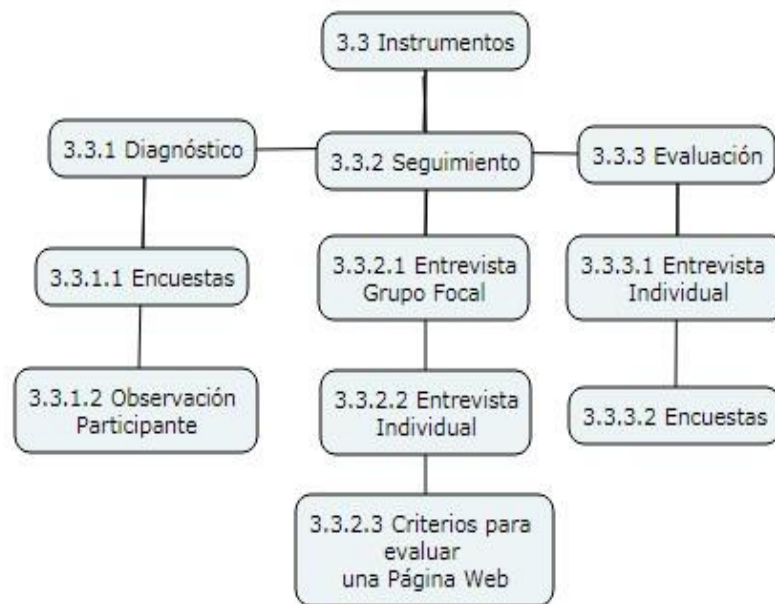 3.3 Instrumentos
3.3.1 Diagnóstico
3.3.2 Seguimiento
3.3.3 Evaluación
3.3.1.1 Encuestas
3.3.2.1 Entrevista
Grupo Focal
3.3.3.1 Entrevista
Individual
3.3.1.2 Observación
Participante
3.3.2.2 Entrevista
Individual
3.3.3.2 Encuestas
3.3.2.3 Criterios para
evaluar
una Página Web